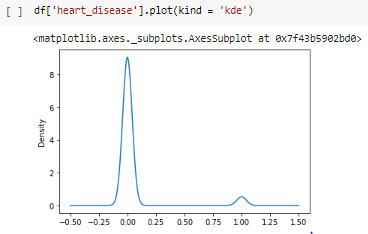 [ ] df['heart_disease'].plot(kind = 'kde')
<matplotlib.axes._subplots.AxesSubplot at 0x7f43b5902bd0>
8
6
4
2
0
Density
-0.50 -0.25 0.00 0.25 0.50 0.75 1.00 1.25 1.50